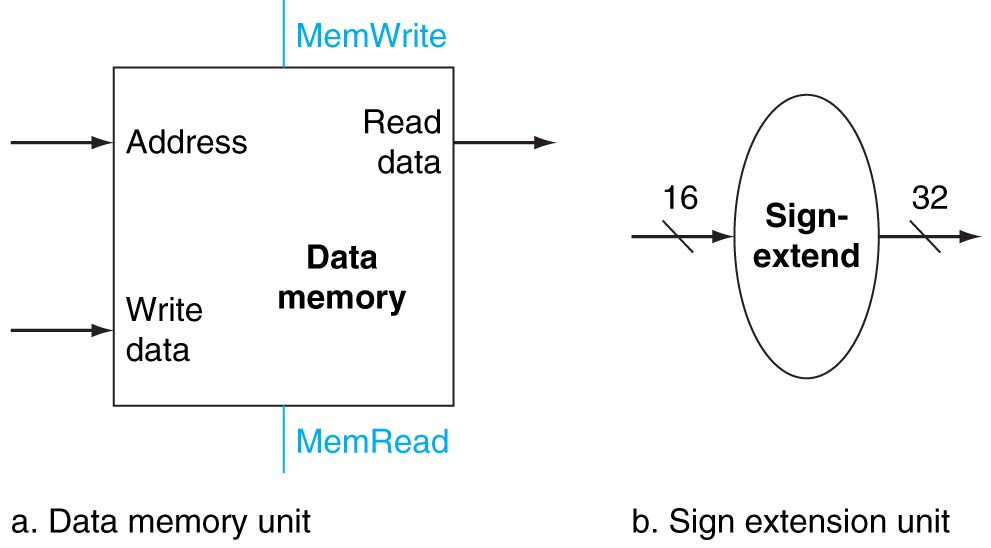 MemWrite
Address
Read
data
Data
memory
Write
data
MemRead
a. Data memory unit
16
32
Sign-
extend
b. Sign extension unit